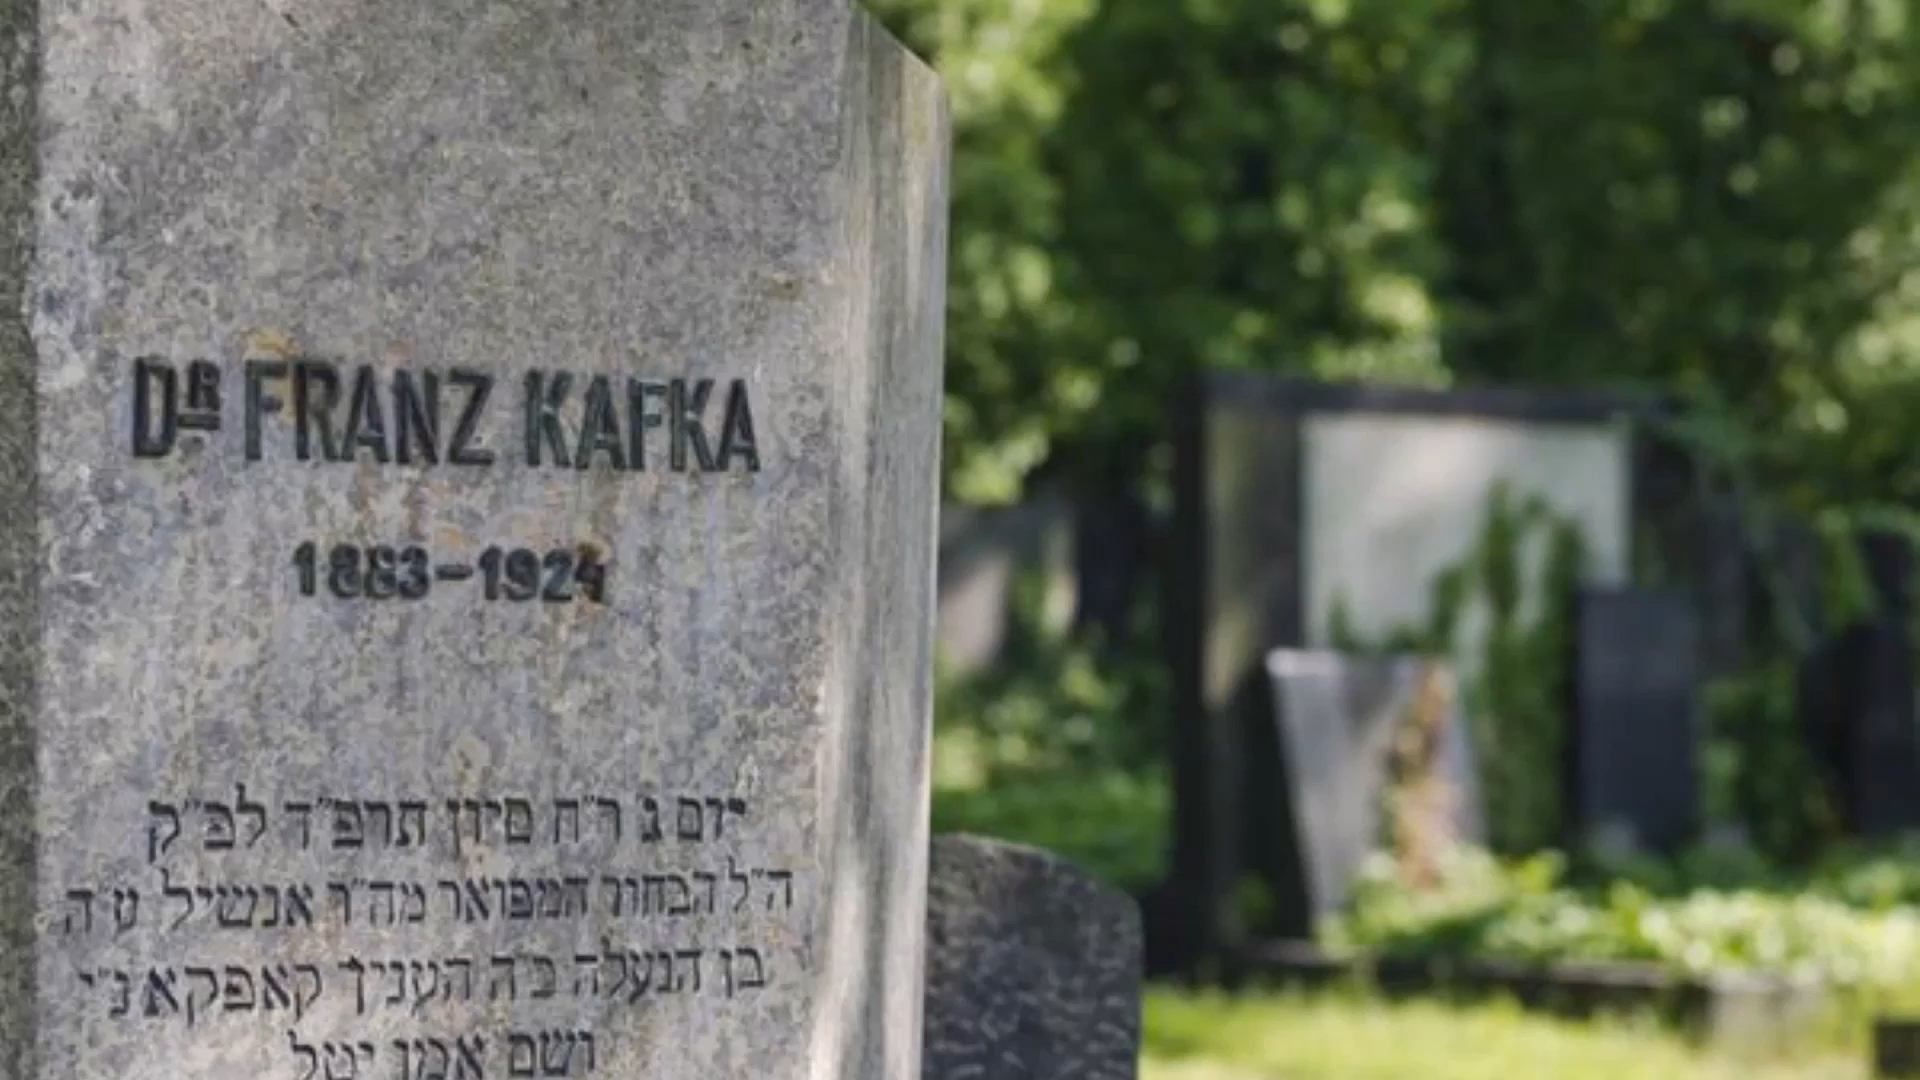 DR FRANZ KAFKA
1883-1924
יום ג ר״ח סיון תרפ״ד לפ״ק
ה״ל הבחור המפואר מה״ר אנשיל ע״ה
בן הנעלה כ״ה העניך קאפקא נ״י
ושם אמו יטל